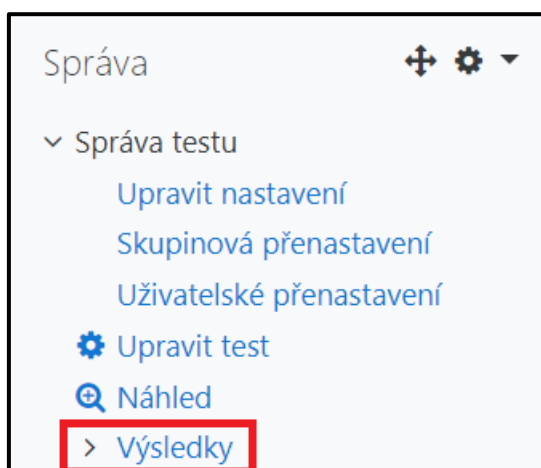 Správa
Správa testu
Upravit nastavení
Skupinová přenastavení
Uživatelské přenastavení
Upravit test
Náhled
Výsledky